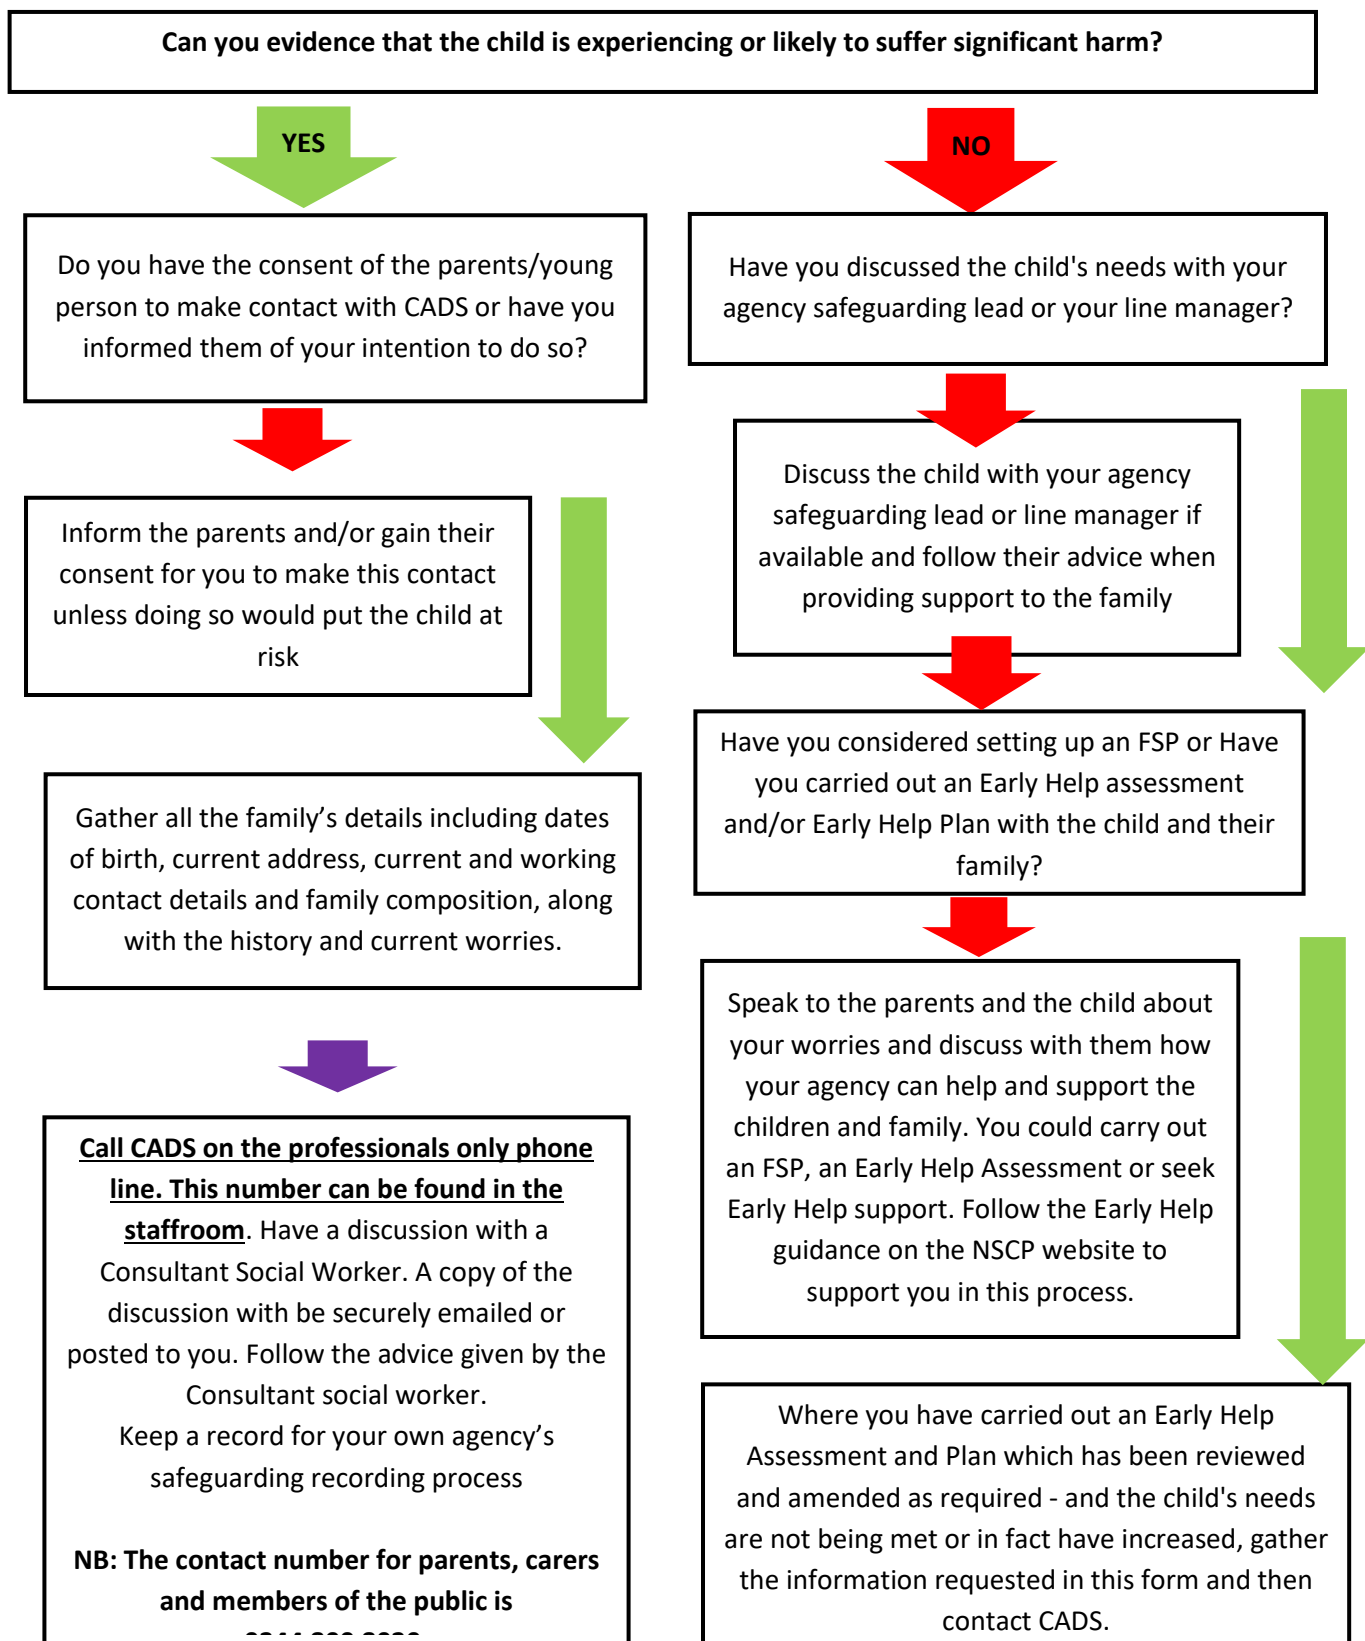 Can you evidence that the child is experiencing or likely to suffer significant harm?
YES
NO
Do you have the consent of the parents/young
person to make contact with CADS or have you
informed them of your intention to do so?
Have you discussed the child's needs with your
agency safeguarding lead or your line manager?
Inform the parents and/or gain their
consent for you to make this contact
unless doing so would put the child at
risk
Discuss the child with your agency
safeguarding lead or line manager if
available and follow their advice when
providing support to the family
Gather all the family’s details including dates
of birth, current address, current and working
contact details and family composition, along
with the history and current worries.
Have you considered setting up an FSP or Have
you carried out an Early Help assessment
and/or Early Help Plan with the child and their
family?
Call CADS on the professionals only phone
line. This number can be found in the
staffroom. Have a discussion with a
Consultant Social Worker. A copy of the
discussion with be securely emailed or
posted to you. Follow the advice given by the
Consultant social worker.
Keep a record for your own agency’s
safeguarding recording process
NB: The contact number for parents, carers
and members of the public is
Speak to the parents and the child about
your worries and discuss with them how
your agency can help and support the
children and family. You could carry out
an FSP, an Early Help Assessment or seek
Early Help support. Follow the Early Help
guidance on the NSCP website to
support you in this process.
Where you have carried out an Early Help
Assessment and Plan which has been reviewed
and amended as required - and the child's needs
are not being met or in fact have increased, gather
the information requested in this form and then
contact CADS.